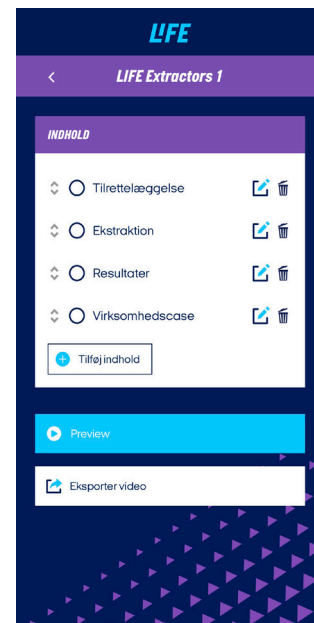 LIFE
LIFE Extractors 1
INDHOLD
Tilrettelæggelse
Ekstraktion
Resultater
Virksomhedscase
Tilføj indhold
Preview
Eksporter video